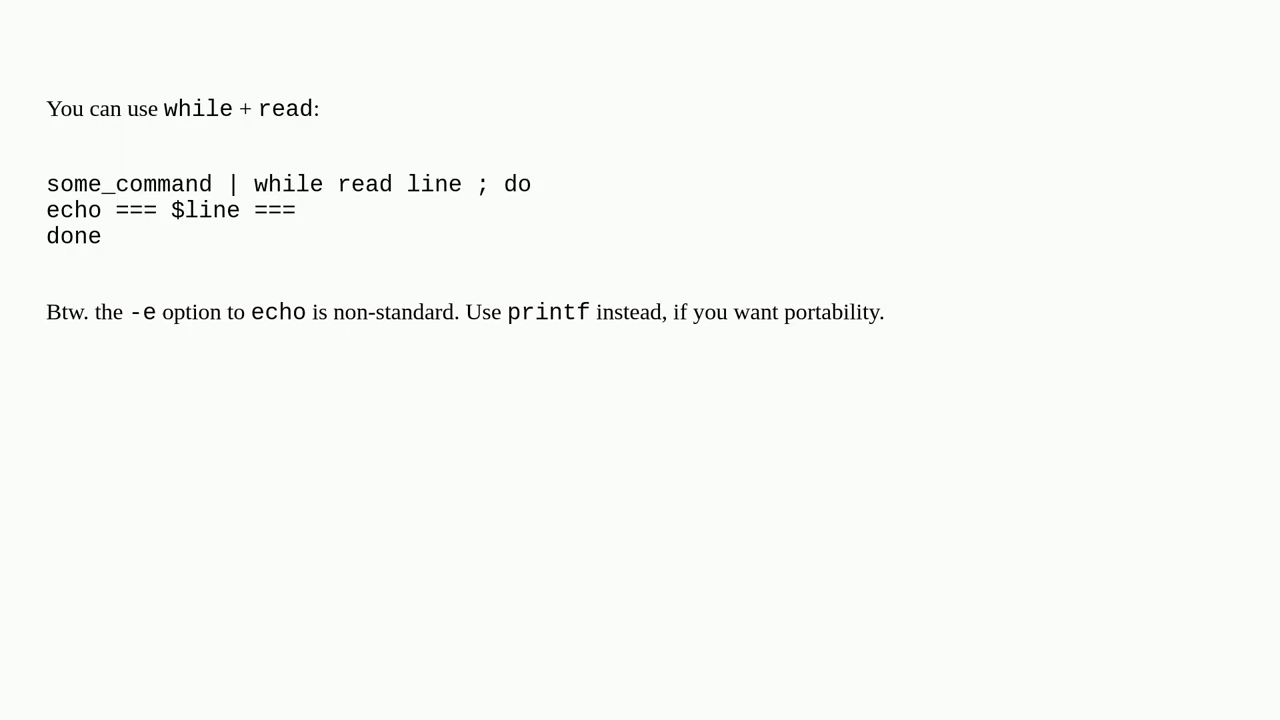 You can use while + read:
some_command | while read line ; do
echo === $line ===
done
Btw. the -e option to echo is non-standard. Use printf instead, if you want portability.